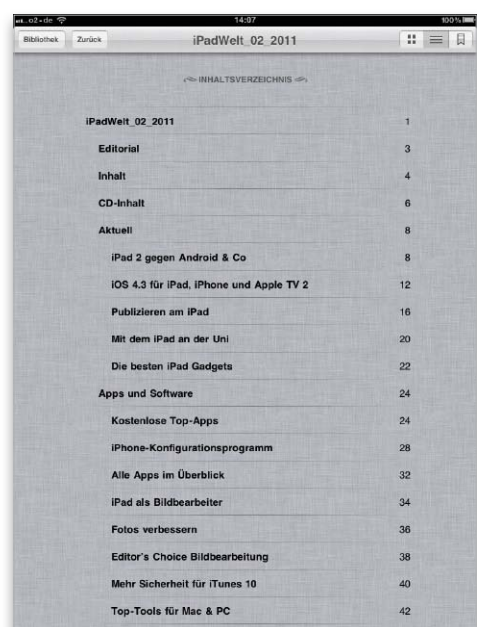 o2-de 14:07 100%
Bibliothek Zurück iPadWelt_02_2011
INHALTSVERZEICHNIS
iPadWelt_02_2011 1
Editorial 3
Inhalt 4
CD-Inhalt 6
Aktuell 8
iPad 2 gegen Android & Co 8
iOS 4.3 für iPad, iPhone und Apple TV 2 12
Publizieren am iPad 16
Mit dem iPad an der Uni 20
Die besten iPad Gadgets 22
Apps und Software 24
Kostenlose Top-Apps 24
iPhone-Konfigurationsprogramm 28
Alle Apps im Überblick 32
iPad als Bildbearbeiter 34
Fotos verbessern 36
Editor's Choice Bildbearbeitung 38
Mehr Sicherheit für iTunes 10 40
Top-Tools für Mac & PC 42